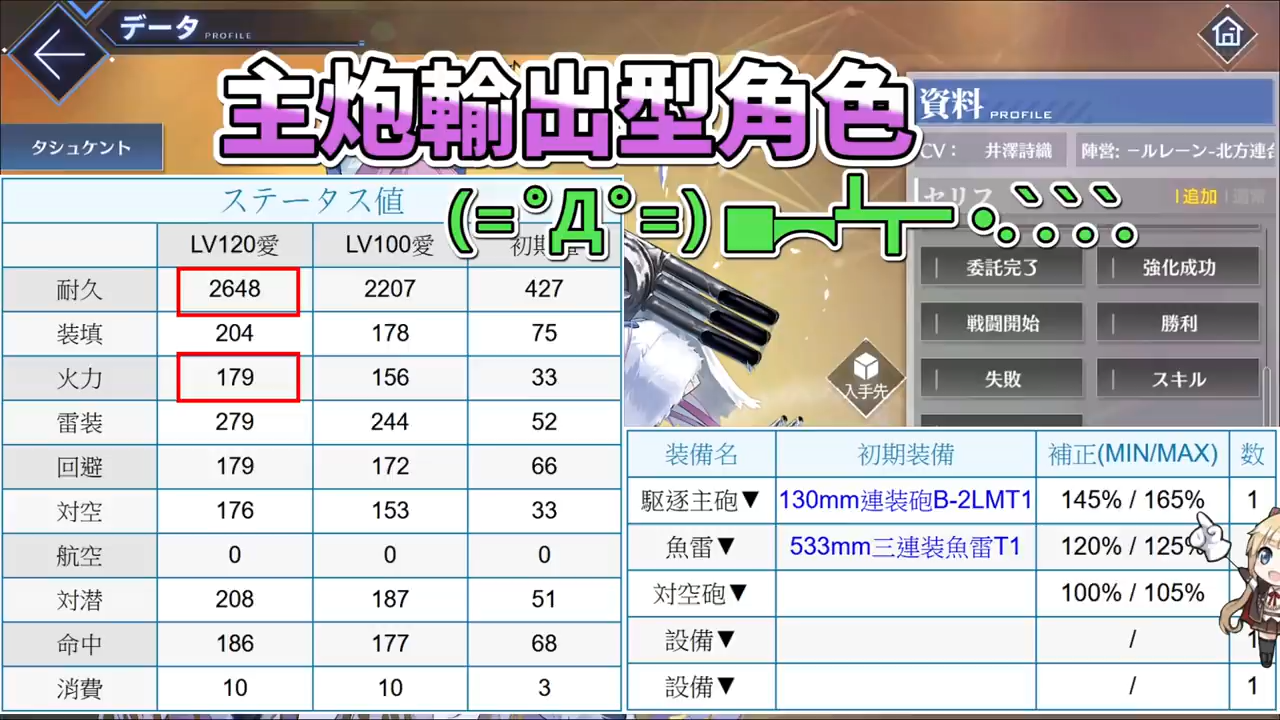 データ PROFILE
主炮輸出型角色
(=°Д°=)
資料 PROFILE
タシュケント
CV： 井澤詩織
陣営: ールレーン-北方連合
セリフ
追加
委託完了
強化成功
戦闘開始
勝利
失敗
スキル
入手先
ステータス値
LV120愛 LV100愛 初期
耐久 2648 2207 427
装填 204 178 75
火力 179 156 33
雷装 279 244 52
回避 179 172 66
対空 176 153 33
航空 0 0 0
対潜 208 187 51
命中 186 177 68
消費 10 10 3
装備名 初期装備 補正(MIN/MAX) 数
駆逐主砲▼ 130mm連装砲B-2LMT1 145% / 165% 1
魚雷▼ 533mm三連装魚雷T1 120% / 125%
対空砲▼ 100% / 105%
設備▼ / 1
設備▼ / 1